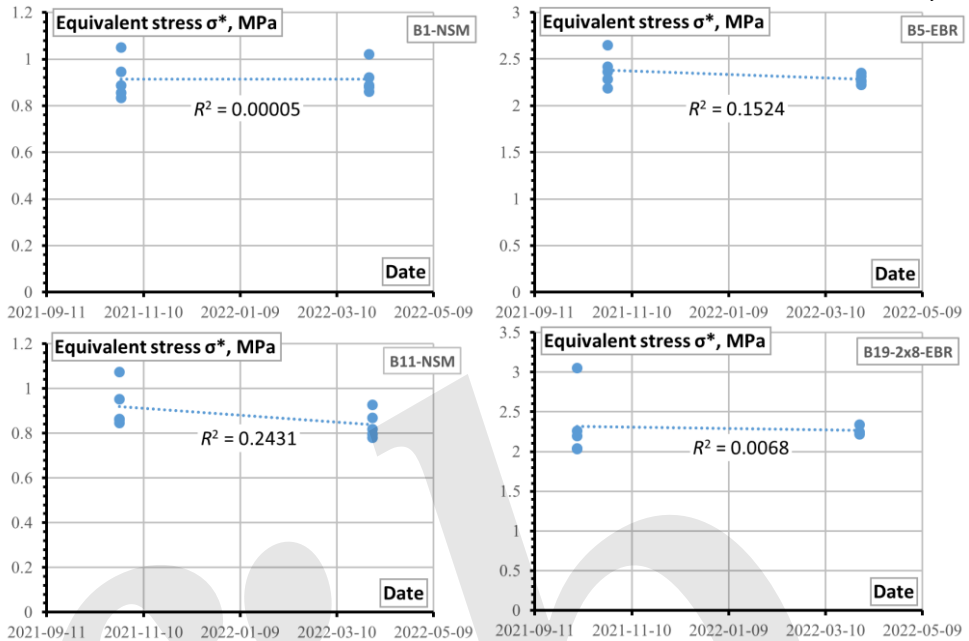 Equivalent stress σ*, MPa
B1-NSM
1.2
1
0.8
0.6
0.4
0.2
0
R² = 0.00005
Date
2021-09-11 2021-11-10 2022-01-09 2022-03-10 2022-05-09
Equivalent stress σ*, MPa
B5-EBR
3
2.5
2
1.5
1
0.5
0
R² = 0.1524
Date
2021-09-11 2021-11-10 2022-01-09 2022-03-10 2022-05-09
Equivalent stress σ*, MPa
B11-NSM
1.2
1
0.8
0.6
0.4
0.2
0
R² = 0.2431
Date
2021-09-11 2021-11-10 2022-01-09 2022-03-10 2022-05-09
Equivalent stress σ*, MPa
B19-2x8-EBR
3.5
3
2.5
2
1.5
1
0.5
0
R² = 0.0068
Date
2021-09-11 2021-11-10 2022-01-09 2022-03-10 2022-05-09